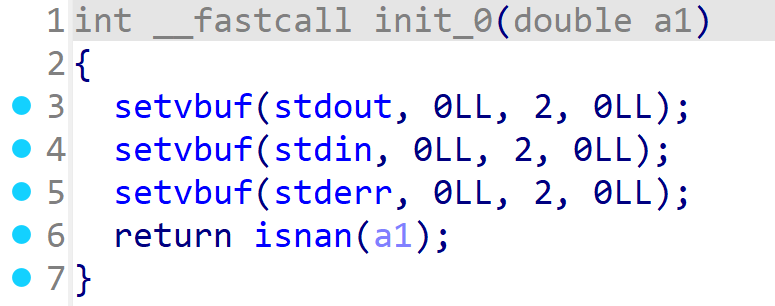 1 int __fastcall init_0(double a1)
2 {
3   setvbuf(stdout, 0LL, 2, 0LL);
4   setvbuf(stdin, 0LL, 2, 0LL);
5   setvbuf(stderr, 0LL, 2, 0LL);
6   return isnan(a1);
7 }